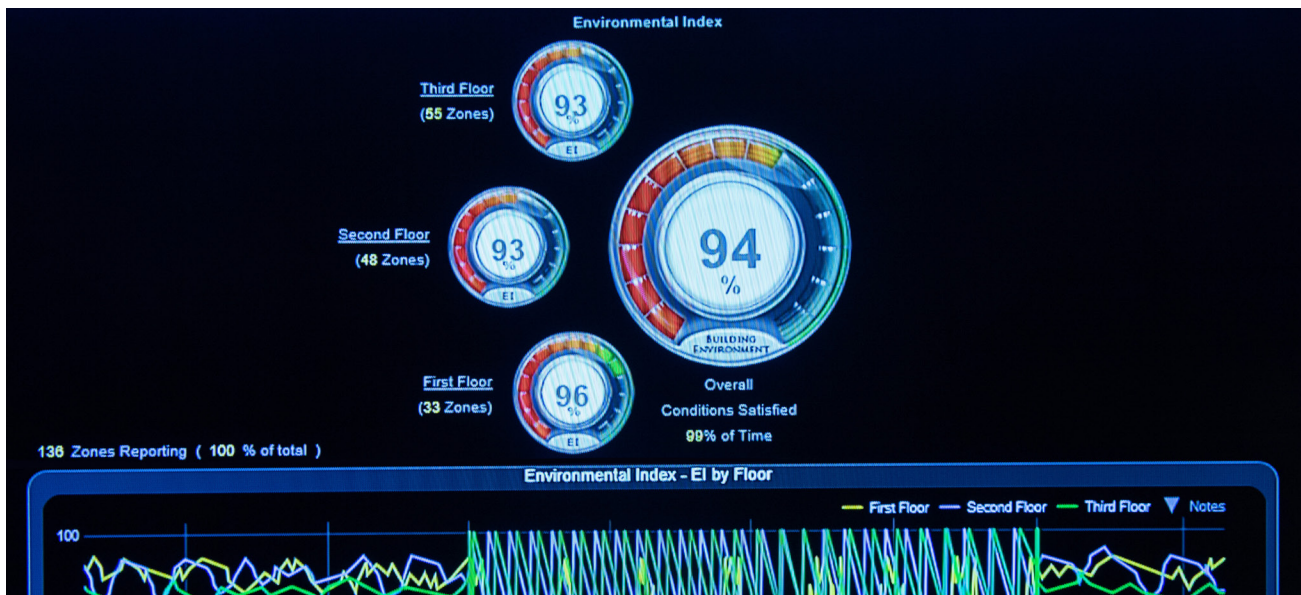 Environmental Index
Third Floor
(55 Zones)
93
%
EI
Second Floor
(48 Zones)
93
%
EI
94
%
BUILDING
ENVIRONMENT
First Floor
(33 Zones)
96
%
EI
Overall
Conditions Satisfied
99% of Time
136 Zones Reporting ( 100 % of total )
Environmental Index - EI by Floor
First Floor Second Floor Third Floor Notes
100